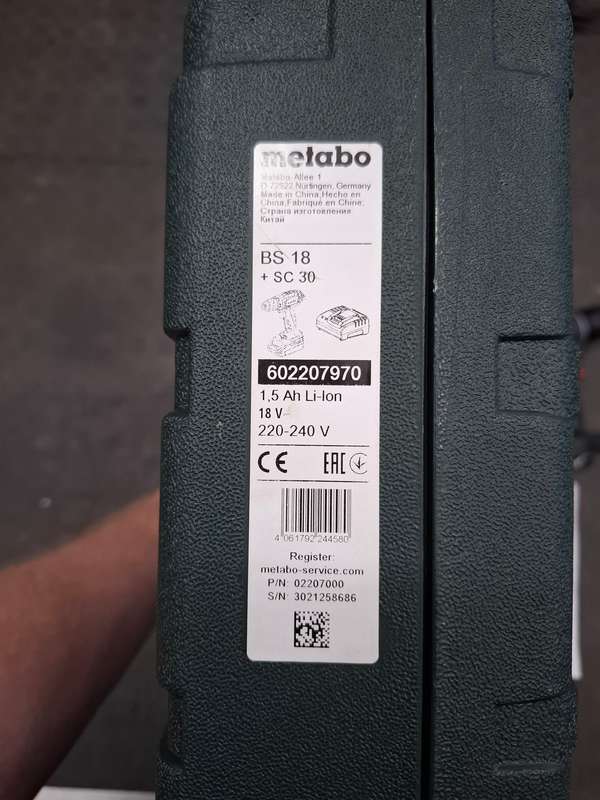 metabo
Metabo-Allee 1
D-72622 Nürtingen, Germany
Made in China;Hecho en
China;Fabriqué en Chine;
Страна изготовления
Китай
BS 18
+ SC 30
602207970
1,5 Ah Li-Ion
18 V
220-240 V
CE EAC
4 061792 244580
Register:
metabo-service.com
P/N: 02207000
S/N: 3021258686